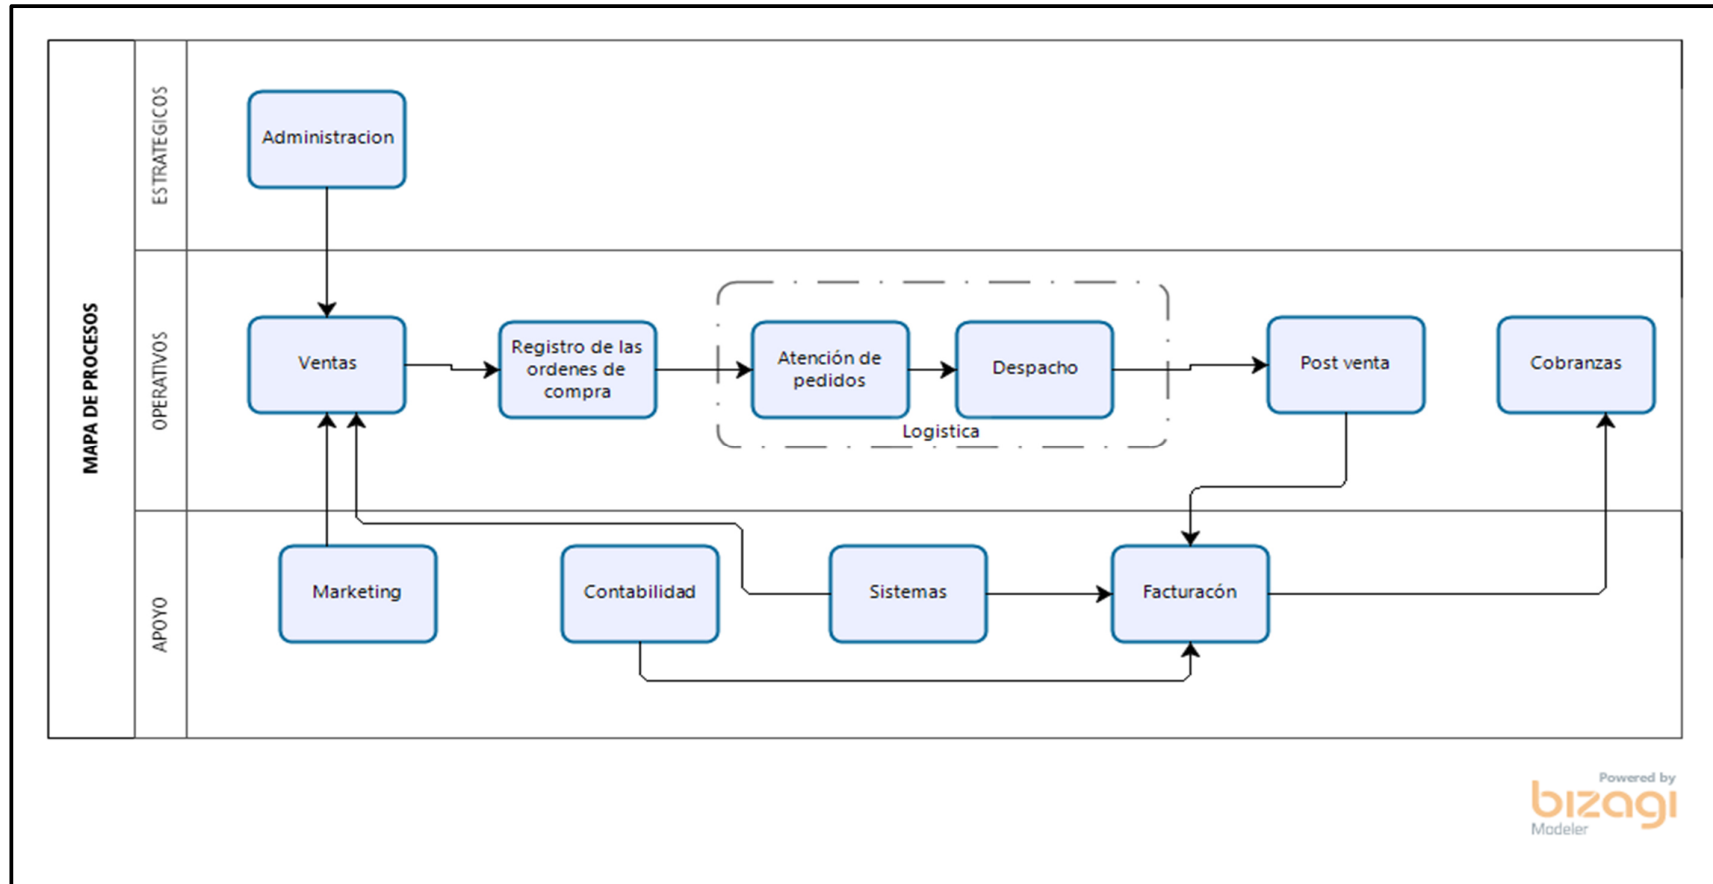 MAPA DE PROCESOS
ESTRATEGICOS
Administracion
OPERATIVOS
Ventas
Registro de las
ordenes de
compra
Atención de
pedidos
Despacho
Logistica
Post venta
Cobranzas
APOYO
Marketing
Contabilidad
Sistemas
Facturacón
Powered by
bizagi
Modeler